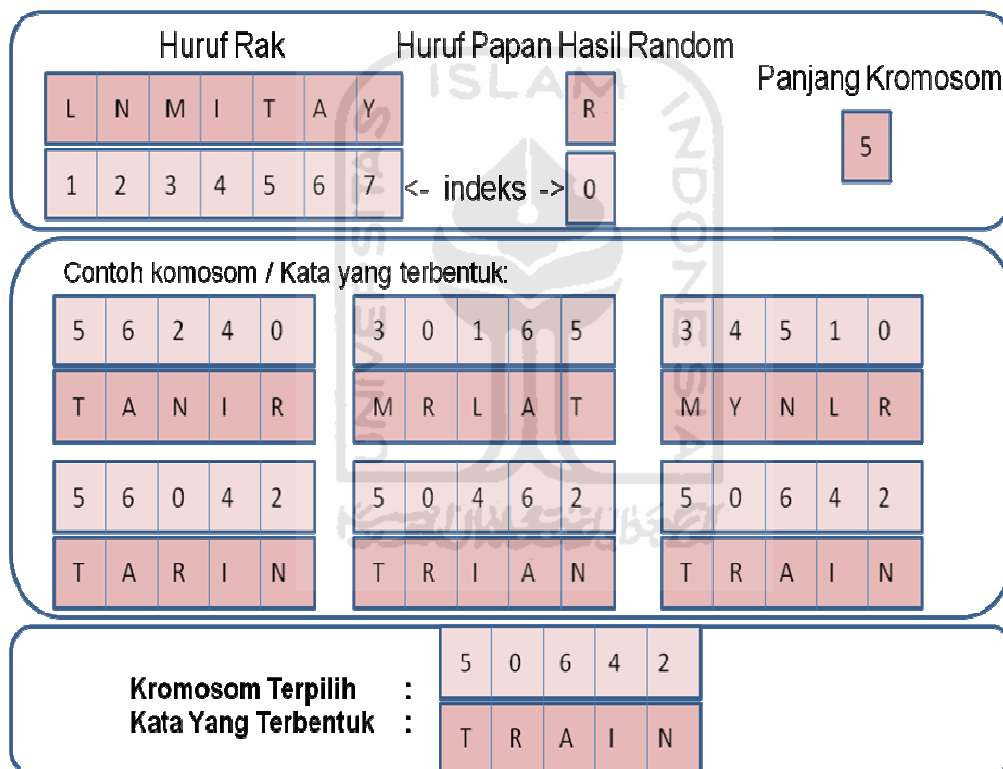 Huruf Rak Huruf Papan Hasil Random
Panjang Kromosom
L N M I T A Y R
5
1 2 3 4 5 6 7 <- indeks -> 0
Contoh komosom / Kata yang terbentuk:
5 6 2 4 0 3 0 1 6 5 3 4 5 1 0
T A N I R M R L A T M Y N L R
5 6 0 4 2 5 0 4 6 2 5 0 6 4 2
T A R I N T R I A N T R A I N
5 0 6 4 2
Kromosom Terpilih :
Kata Yang Terbentuk :
T R A I N
ISLAM
UNIVERSITAS
INDONESIA